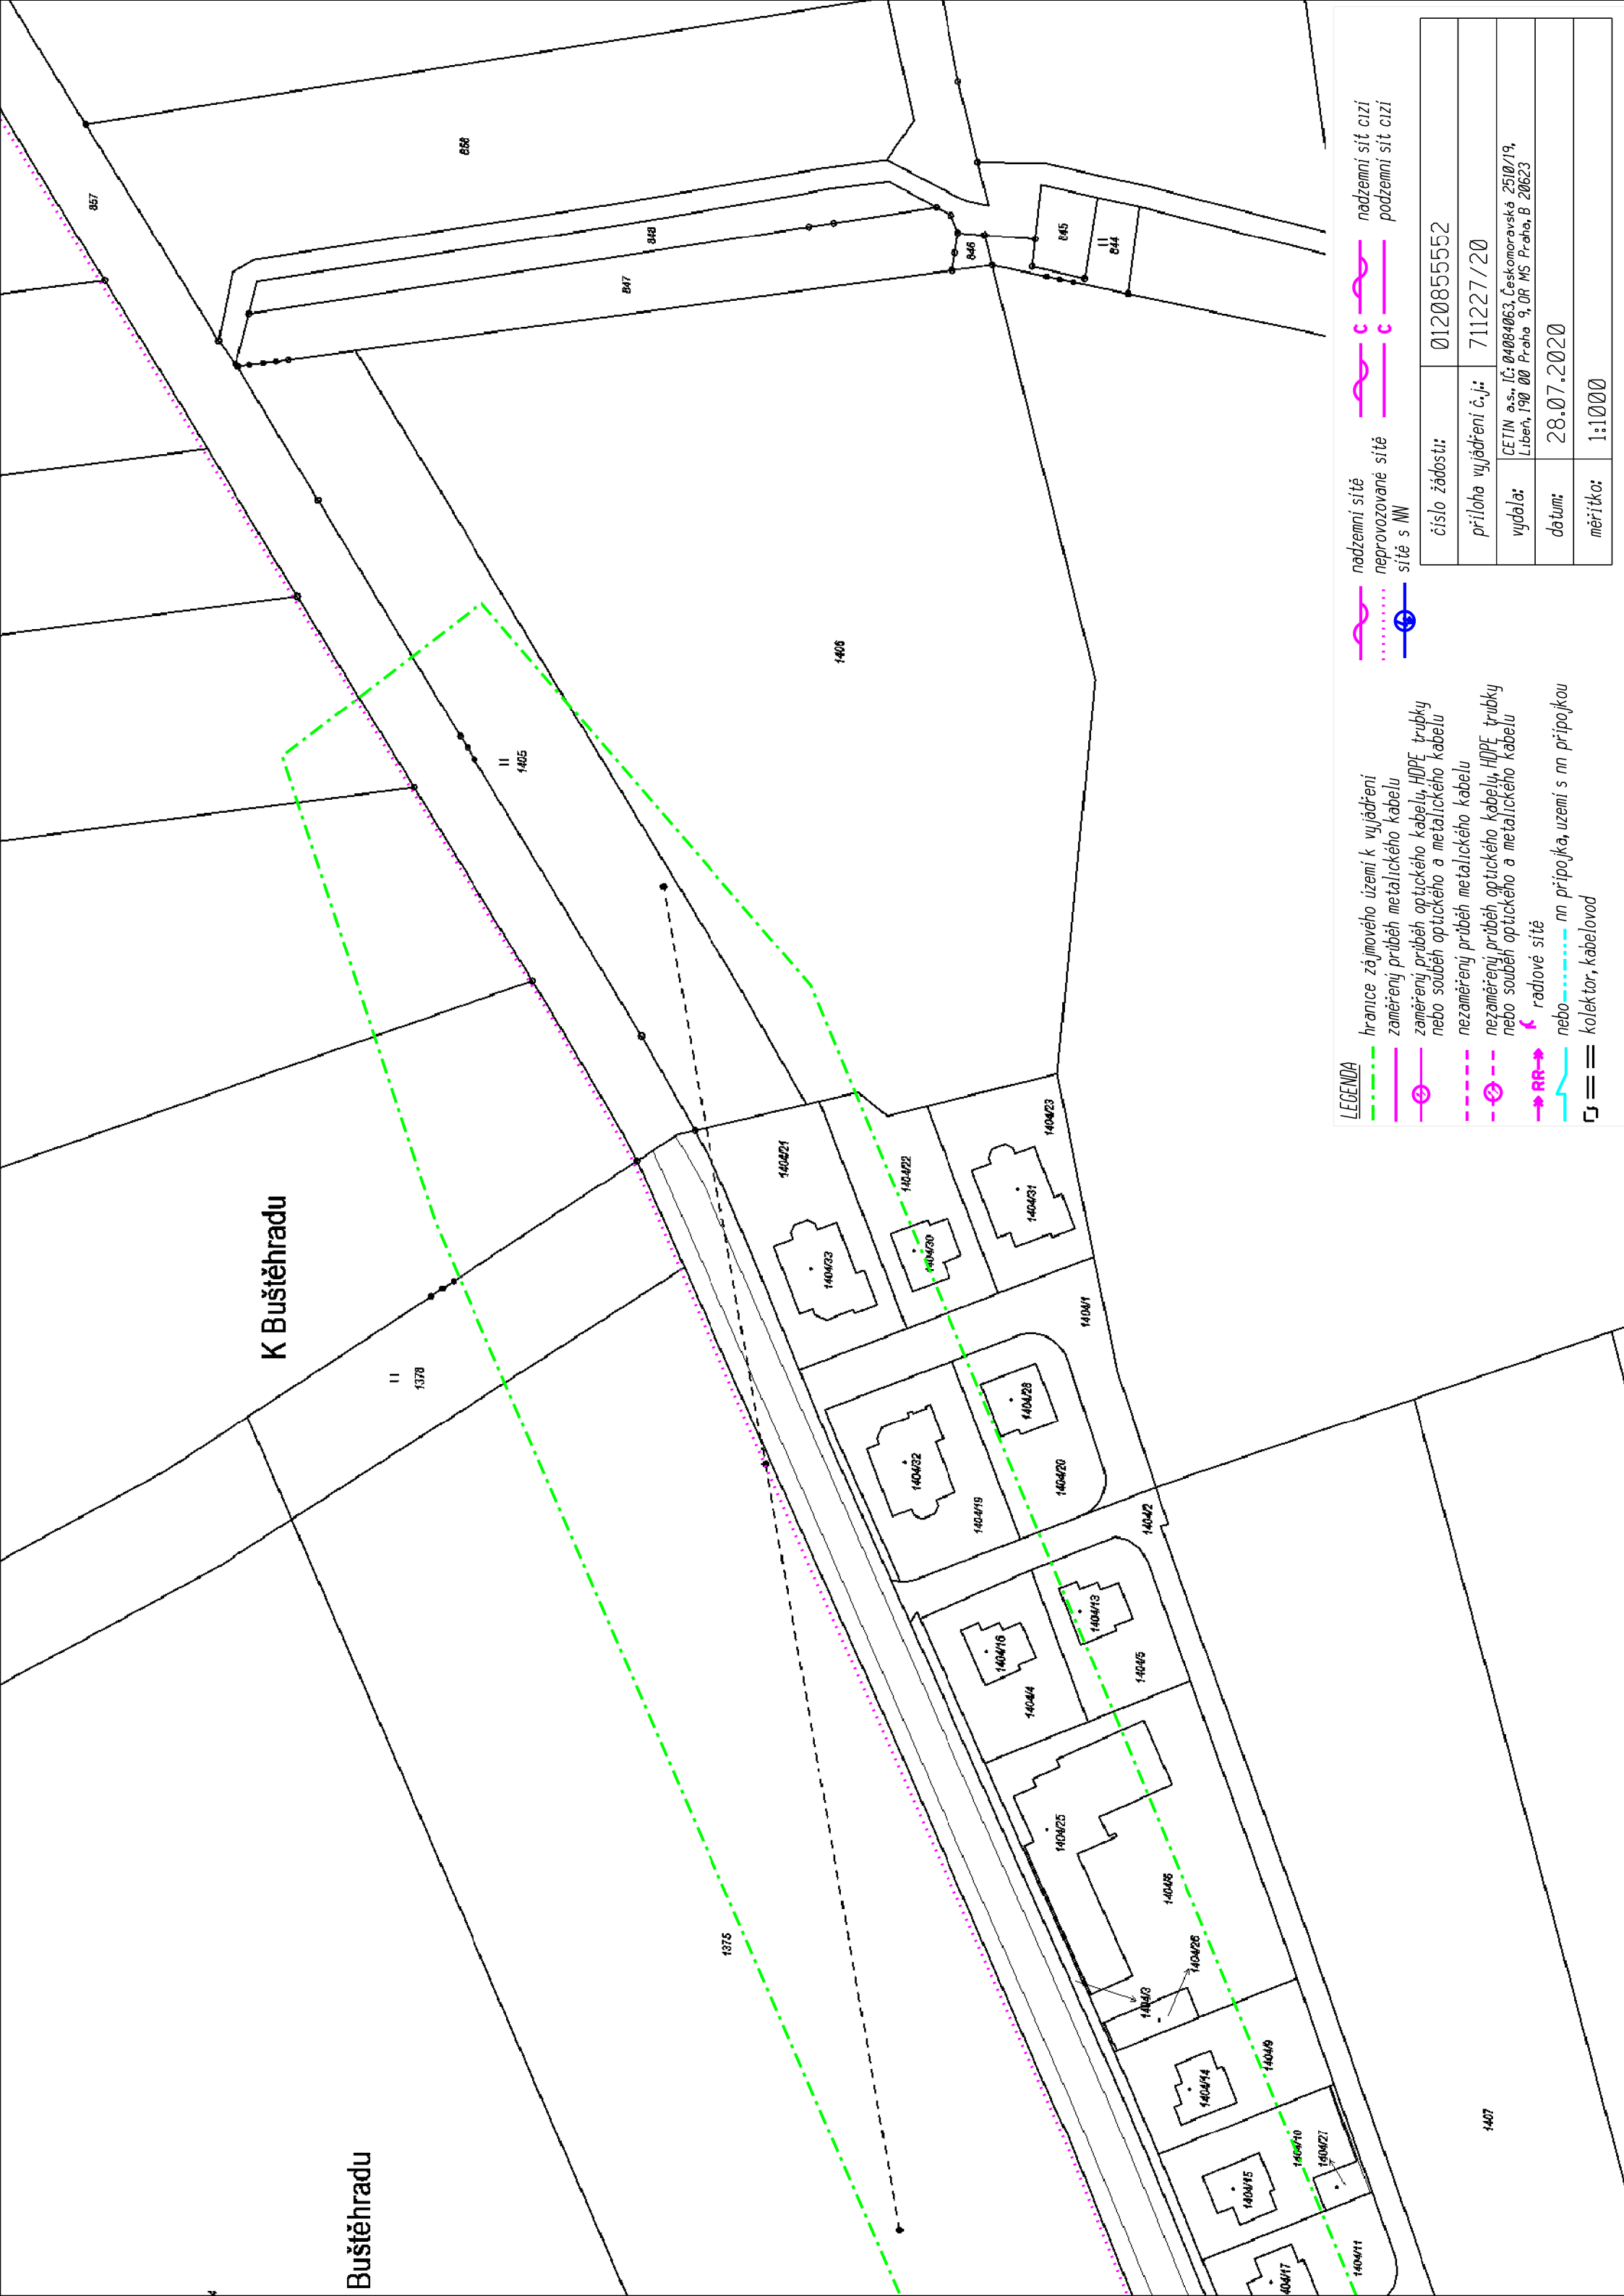 K Buštěhradu
Buštěhradu
857
868
848
847
846
845
844
1406
1405
1378
1375
1407
1404/21
1404/22
1404/23
1404/33
1404/30
1404/31
1404/1
1404/32
1404/28
1404/19
1404/20
1404/2
1404/16
1404/13
1404/4
1404/5
1404/25
1404/6
1404/26
1404/3
1404/14
1404/9
1404/15
1404/10
1404/27
1404/17
1404/11
LEGENDA
hranice zájmového území k vyjádření
zaměřený průběh metalického kabelu
zaměřený průběh optického kabelu, HDPE trubky
nebo souběh optického a metalického kabelu
nezaměřený průběh metalického kabelu
nezaměřený průběh optického kabelu, HDPE trubky
nebo souběh optického a metalického kabelu
RR radiové sítě
nebo nn přípojka, uzemí s nn přípojkou
kolektor, kabelovod
nadzemní sítě
neprovozované sítě
sítě s NN
C nadzemní síť cizí
C podzemní síť cizí
číslo žádosti: 0120855552
příloha vyjádření č.j.: 711227/20
vydala: CETIN a.s., IČ: 04084063, Českomoravská 2510/19,
Libeň, 190 00 Praha 9, OR MS Praha, B 20623
datum: 28.07.2020
měřítko: 1:1000